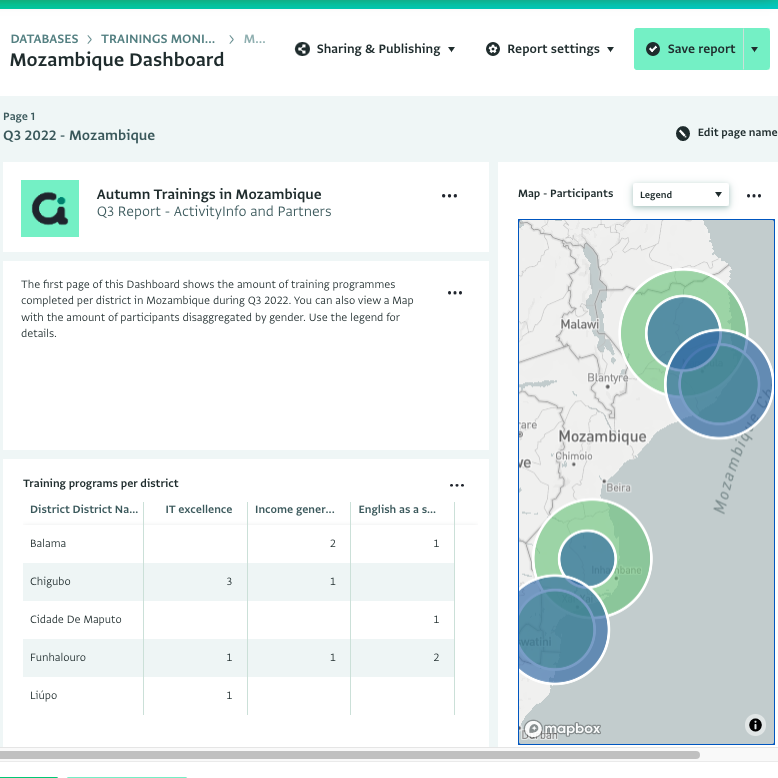 DATABASES > TRAININGS MONI... > M...
Mozambique Dashboard
Sharing & Publishing
Report settings
Save report
Page 1
Q3 2022 - Mozambique
Edit page name
Autumn Trainings in Mozambique
Q3 Report - ActivityInfo and Partners
The first page of this Dashboard shows the amount of training programmes
completed per district in Mozambique during Q3 2022. You can also view a Map
with the amount of participants disaggregated by gender. Use the legend for
details.
Training programs per district
District District Na... IT excellence Income gener... English as a s...
Balama 2 1
Chigubo 3 1
Cidade De Maputo 1
Funhalouro 1 1 2
Liúpo 1
Map - Participants
Legend
Malawi
Blantyre
Mozambique
Chimoio
Beira
Mozambique Ch
Inhambane
watini
Durban
mapbox